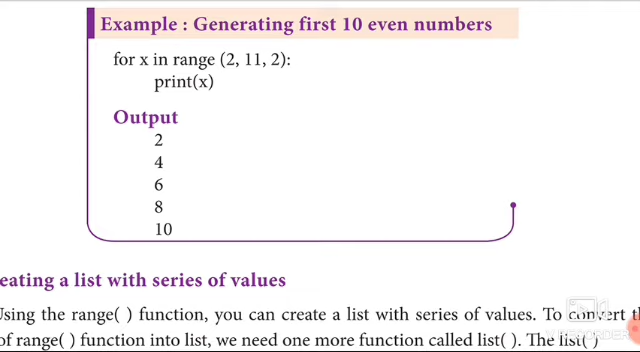 Example : Generating first 10 even numbers
for x in range (2, 11, 2):
print(x)
Output
2
4
6
8
10
eating a list with series of values
Using the range( ) function, you can create a list with series of values. To convert th
of range( ) function into list, we need one more function called list( ). The list( )